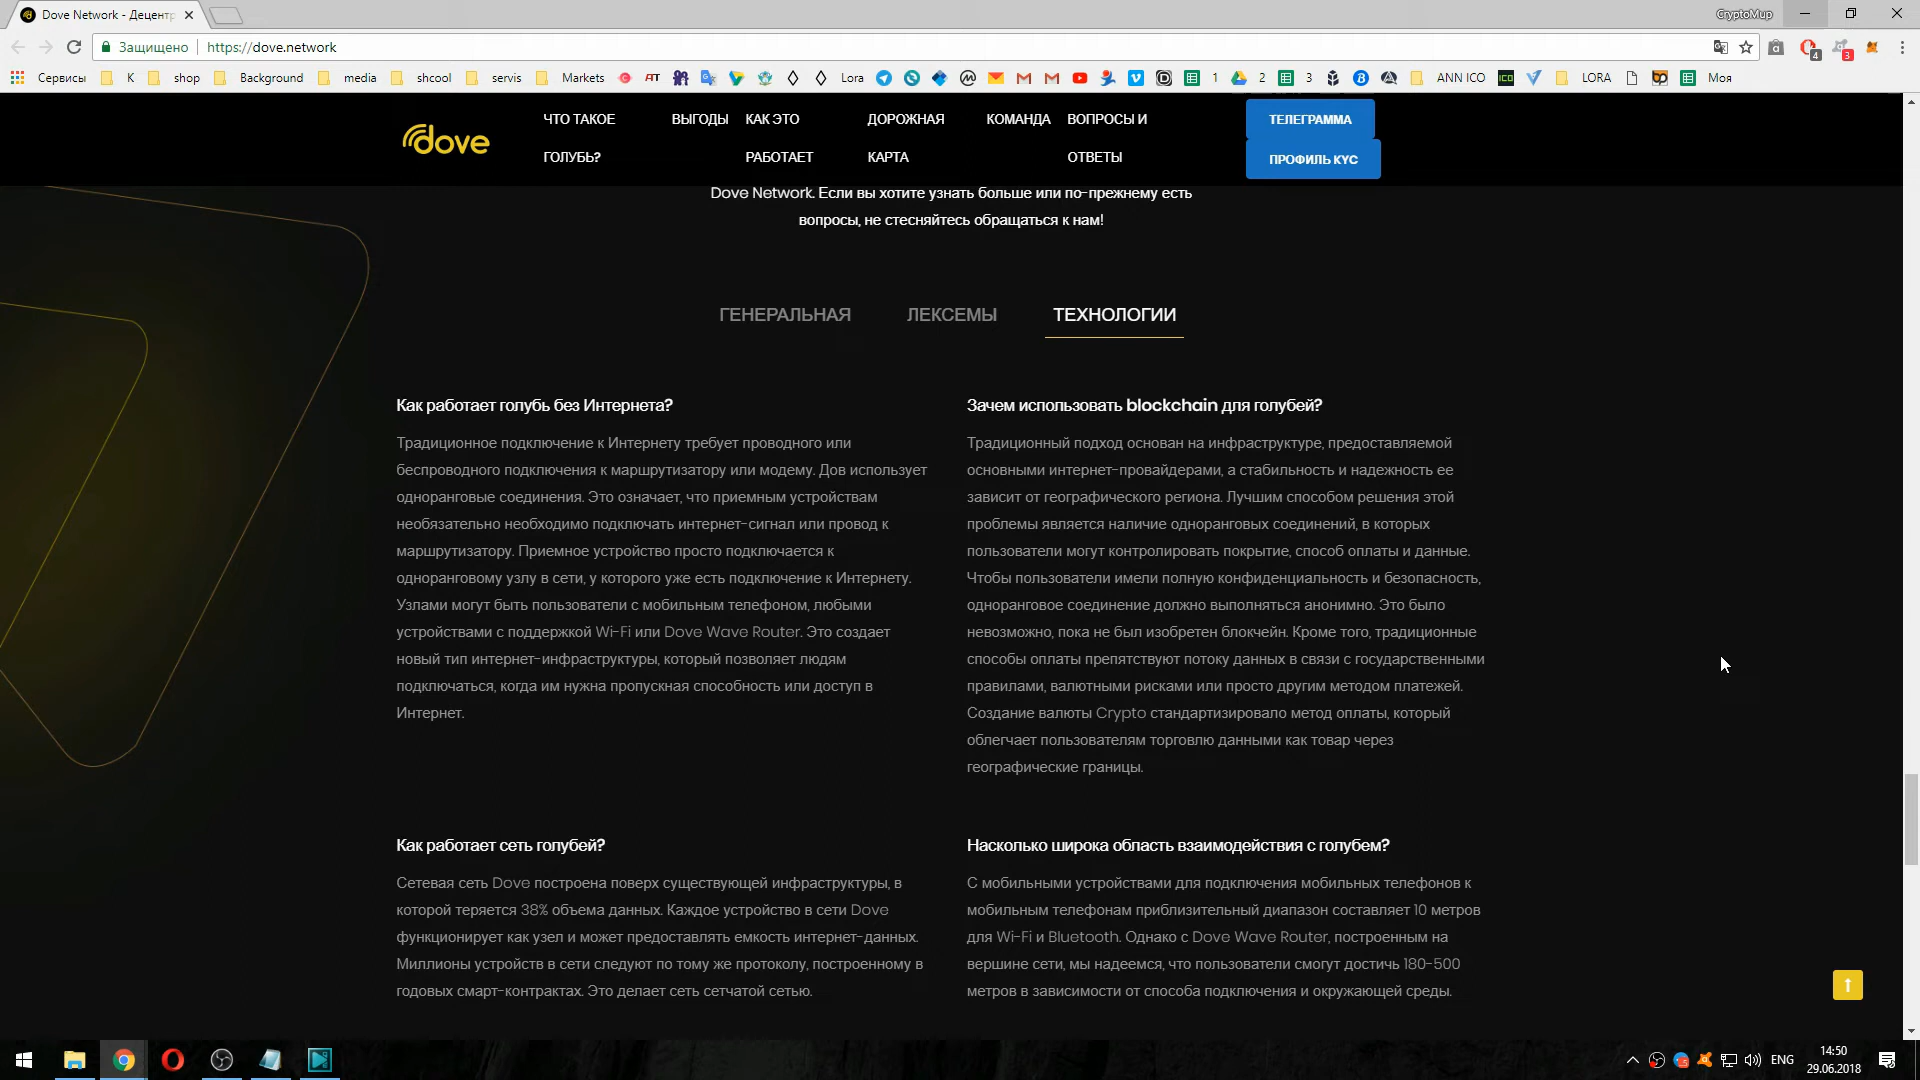 Dove Network - Децентр
CryptoMup
Защищено
https://dove.network
4
3
Сервисы K shop Background media shcool servis Markets Lora 1 2 3 ANN ICO LORA Моя
dove
ЧТО ТАКОЕ
ГОЛУБЬ?
ВЫГОДЫ
КАК ЭТО
РАБОТАЕТ
ДОРОЖНАЯ
КАРТА
КОМАНДА
ВОПРОСЫ И
ОТВЕТЫ
ТЕЛЕГРАММА
ПРОФИЛЬ KYC
Dove Network. Если вы хотите узнать больше или по-прежнему есть
вопросы, не стесняйтесь обращаться к нам!
ГЕНЕРАЛЬНАЯ
ЛЕКСЕМЫ
ТЕХНОЛОГИИ
Как работает голубь без Интернета?
Традиционное подключение к Интернету требует проводного или
беспроводного подключения к маршрутизатору или модему. Дов использует
одноранговые соединения. Это означает, что приемным устройствам
необязательно необходимо подключать интернет-сигнал или провод к
маршрутизатору. Приемное устройство просто подключается к
одноранговому узлу в сети, у которого уже есть подключение к Интернету.
Узлами могут быть пользователи с мобильным телефоном, любыми
устройствами с поддержкой Wi-Fi или Dove Wave Router. Это создает
новый тип интернет-инфраструктуры, который позволяет людям
подключаться, когда им нужна пропускная способность или доступ в
Интернет.
Зачем использовать blockchain для голубей?
Традиционный подход основан на инфраструктуре, предоставляемой
основными интернет-провайдерами, а стабильность и надежность ее
зависит от географического региона. Лучшим способом решения этой
проблемы является наличие одноранговых соединений, в которых
пользователи могут контролировать покрытие, способ оплаты и данные.
Чтобы пользователи имели полную конфиденциальность и безопасность,
одноранговое соединение должно выполняться анонимно. Это было
невозможно, пока не был изобретен блокчейн. Кроме того, традиционные
способы оплаты препятствуют потоку данных в связи с государственными
правилами, валютными рисками или просто другим методом платежей.
Создание валюты Crypto стандартизировало метод оплаты, который
облегчает пользователям торговлю данными как товар через
географические границы.
Как работает сеть голубей?
Сетевая сеть Dove построена поверх существующей инфраструктуры, в
которой теряется 38% объема данных. Каждое устройство в сети Dove
функционирует как узел и может предоставлять емкость интернет-данных.
Миллионы устройств в сети следуют по тому же протоколу, построенному в
годовых смарт-контрактах. Это делает сеть сетчатой сетью.
Насколько широка область взаимодействия с голубем?
С мобильными устройствами для подключения мобильных телефонов к
мобильным телефонам приблизительный диапазон составляет 10 метров
для Wi-Fi и Bluetooth. Однако с Dove Wave Router, построенным на
вершине сети, мы надеемся, что пользователи смогут достичь 180-500
метров в зависимости от способа подключения и окружающей среды.
ENG
14:50
29.06.2018